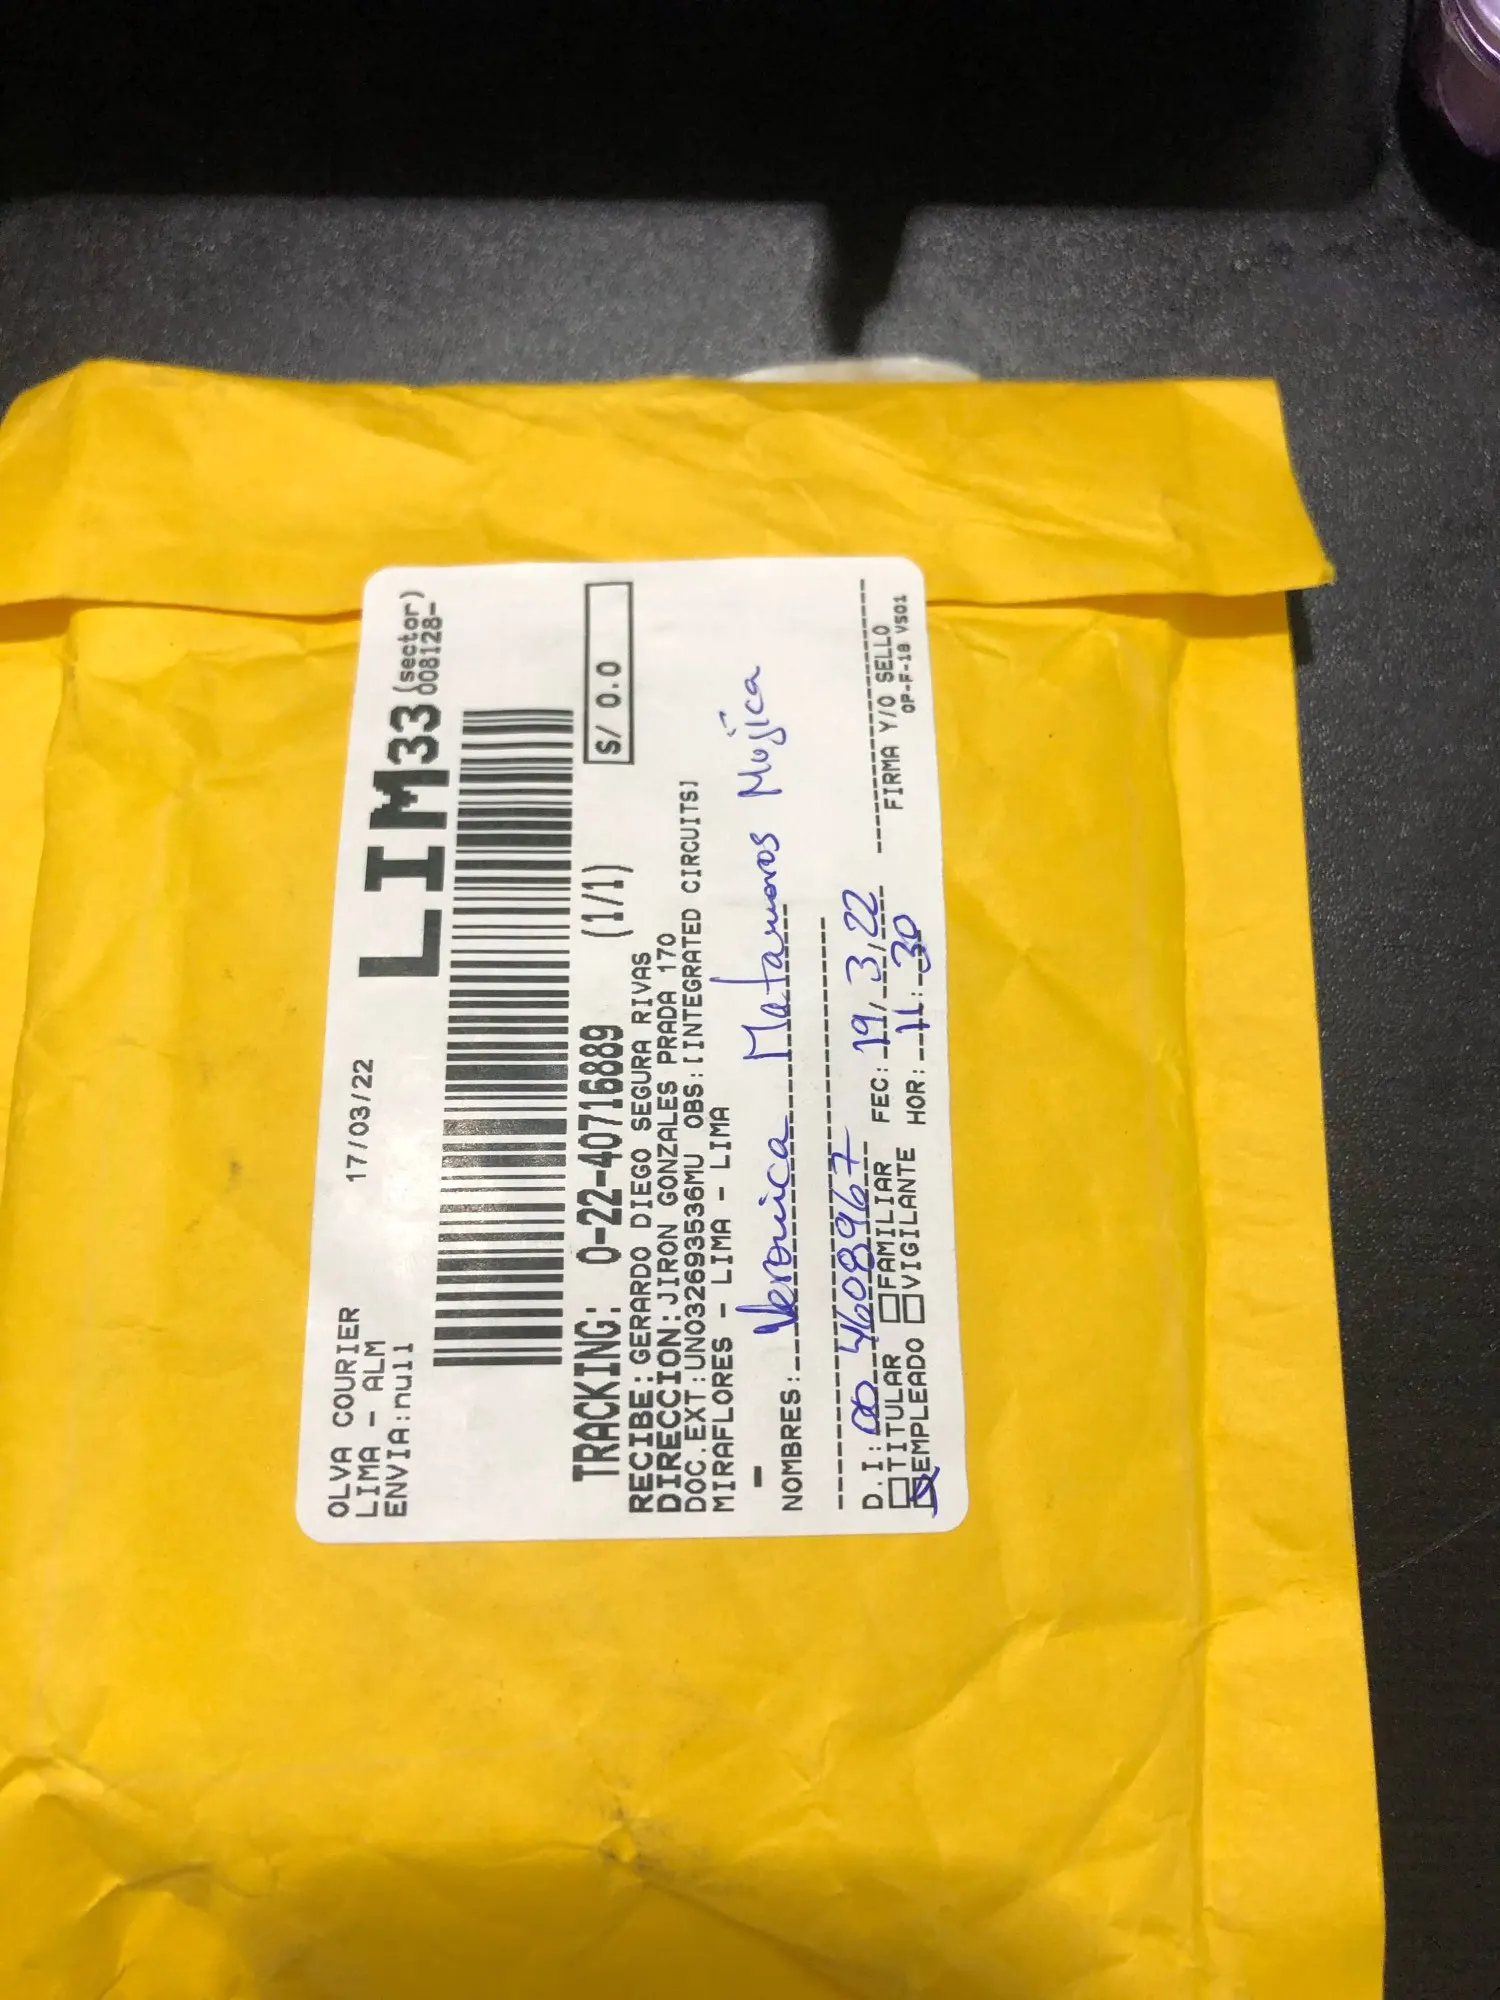 OLVA COURIER 17/03/22
LIMA - ALM LIM33(sector)
ENVIA:null 008128-
TRACKING: 0-22-40716889 (1/1) S/ 0.0
RECIBE:GERARDO DIEGO SEGURA RIVAS
DIRECCION:JIRON GONZALES PRADA 170
DOC.EXT:UN032693536MU OBS:[INTEGRATED CIRCUITS]
MIRAFLORES - LIMA - LIMA
-
NOMBRES: Veronica Matamoros Mujica
D.I: 00 4608967 FEC: 19/3/22
TITULAR FAMILIAR HOR: 11:30
EMPLEADO VIGILANTE FIRMA Y/O SELLO
OP-F-18 VS01